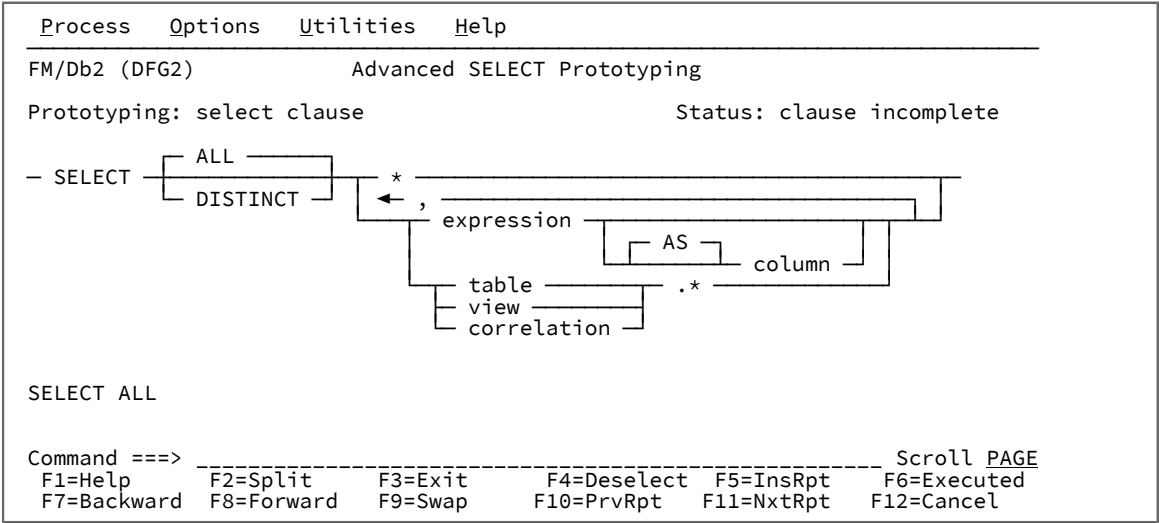 Process Options Utilities Help
FM/Db2 (DFG2) Advanced SELECT Prototyping
Prototyping: select clause Status: clause incomplete
ALL
SELECT *
DISTINCT ,
expression
AS
column
table .*
view
correlation
SELECT ALL
Command ===> Scroll PAGE
F1=Help F2=Split F3=Exit F4=Deselect F5=InsRpt F6=Executed
F7=Backward F8=Forward F9=Swap F10=PrvRpt F11=NxtRpt F12=Cancel